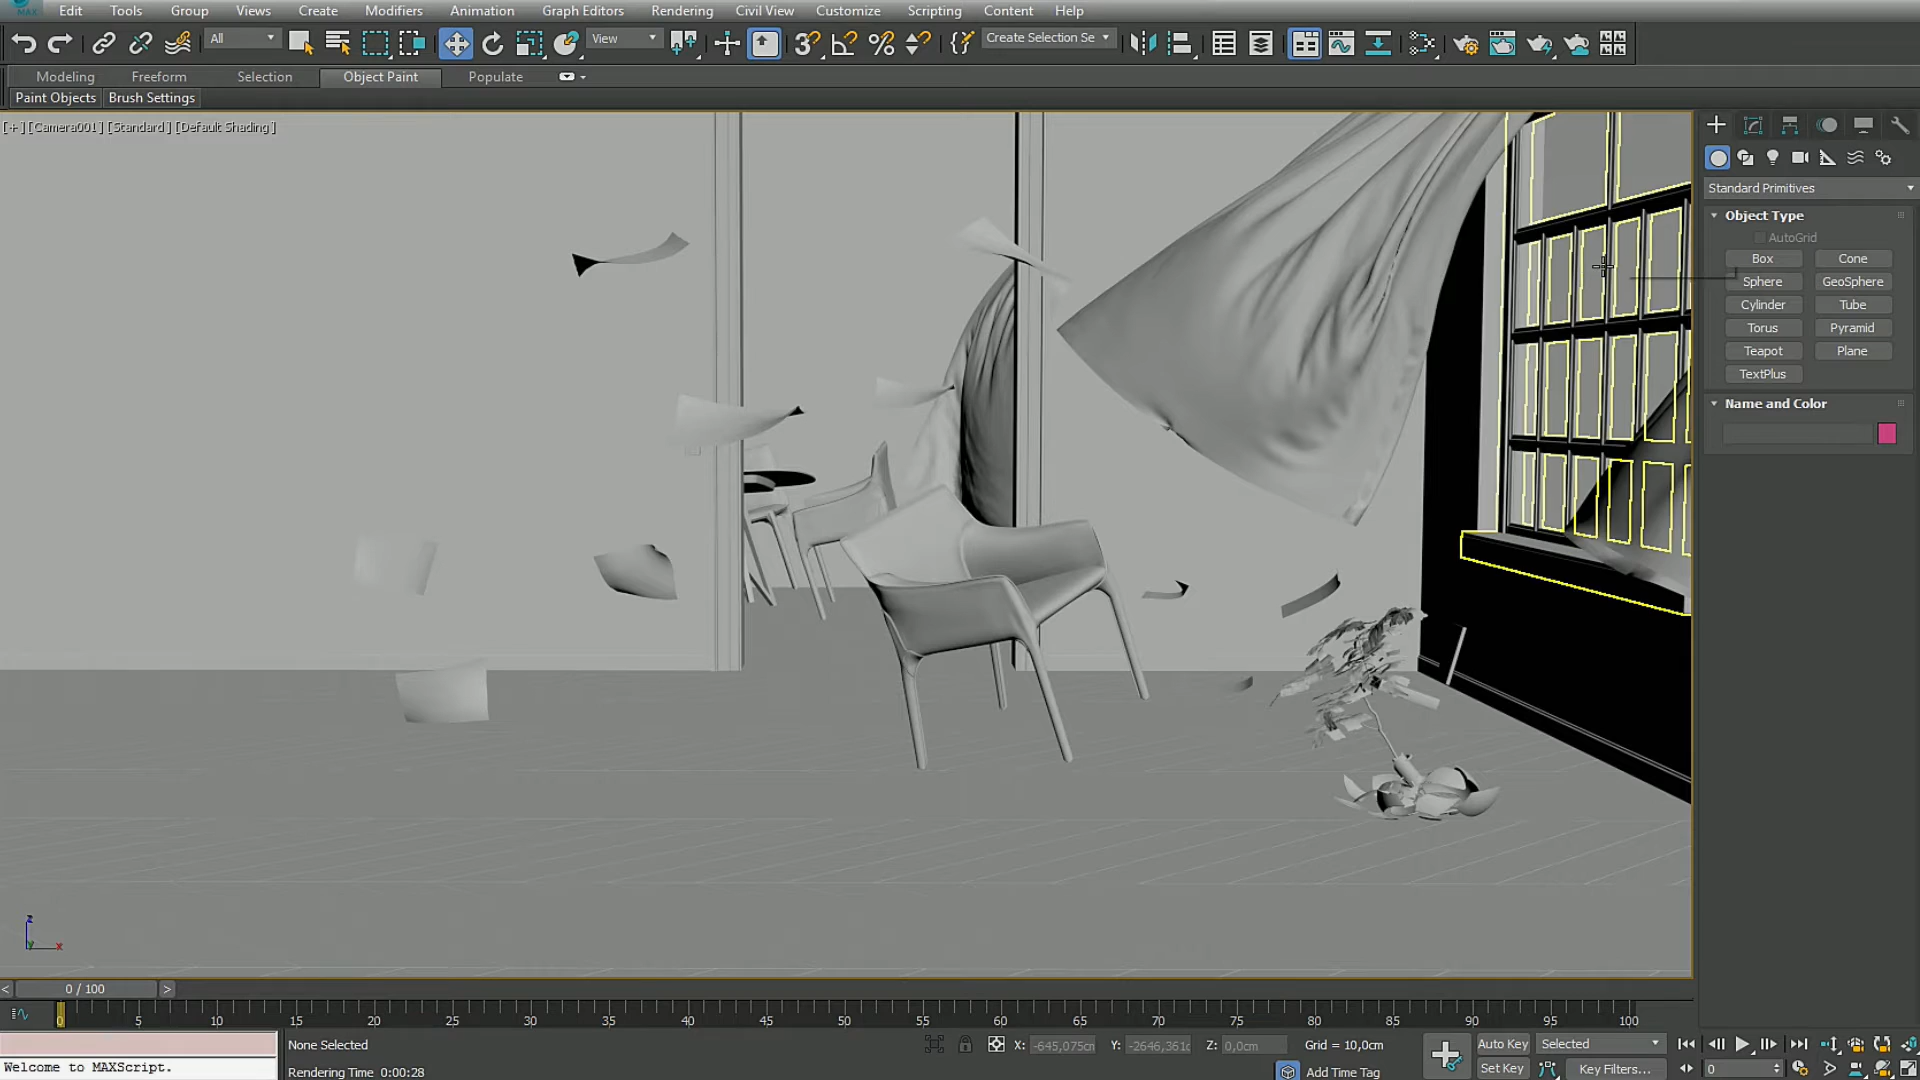 MAX
Edit Tools Group Views Create Modifiers Animation Graph Editors Rendering Civil View Customize Scripting Content Help
All View Create Selection Se
Modeling Freeform Selection Object Paint Populate
Paint Objects Brush Settings
[+] [Camera001] [Standard] [Default Shading]
Standard Primitives
Object Type
AutoGrid
Box Cone
Sphere GeoSphere
Cylinder Tube
Torus Pyramid
Teapot Plane
TextPlus
Name and Color
z
y x
< 0 / 100 >
0 5 10 15 20 25 30 35 40 45 50 55 60 65 70 75 80 85 90 95 100
None Selected X: -645,075cm Y: -2646,361c Z: 0,0cm Grid = 10,0cm Auto Key Selected
Welcome to MAXScript. Rendering Time 0:00:28 Add Time Tag Set Key Key Filters... 0